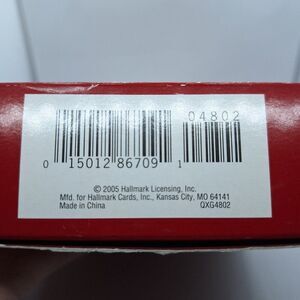 04802
0 15012 86709 1
© 2005 Hallmark Licensing, Inc.
Mfd. for Hallmark Cards, Inc., Kansas City, MO 64141
Made in China QXG4802